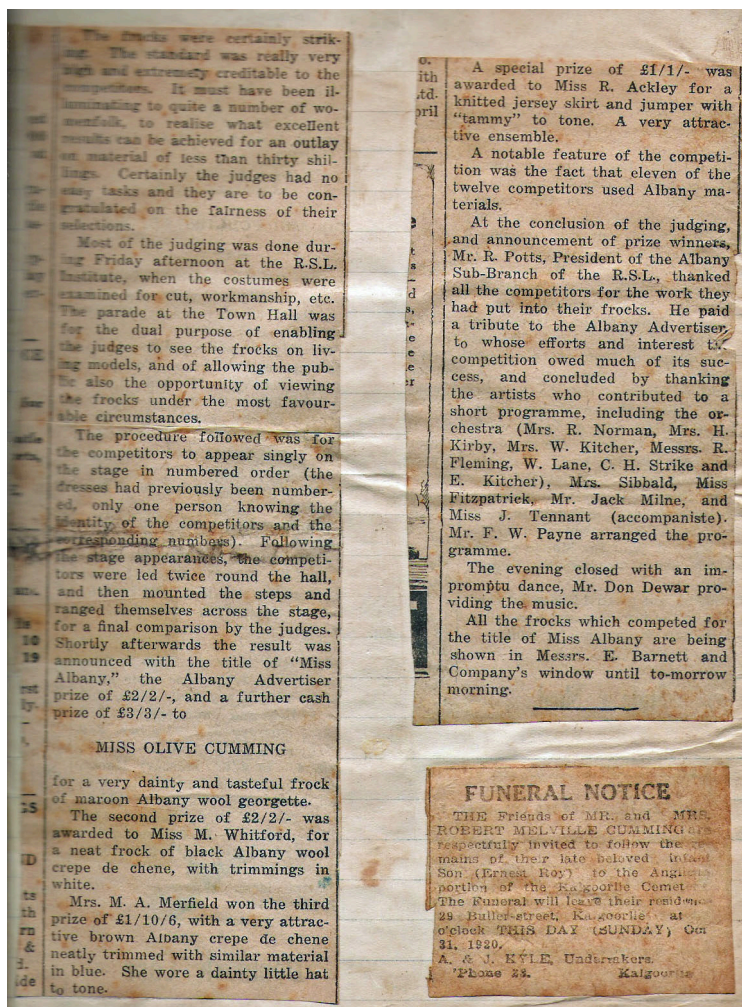 The frocks were certainly strik-
ing. The standard was really very
high and extremely creditable to the
competitors. It must have been il-
luminating to quite a number of wo-
menfolk, to realise what excellent
results can be achieved for an outlay
on material of less than thirty shil-
lings. Certainly the judges had no
easy tasks and they are to be con-
gratulated on the fairness of their
selections.
Most of the judging was done dur-
ing Friday afternoon at the R.S.L.
Institute, when the costumes were
examined for cut, workmanship, etc.
The parade at the Town Hall was
for the dual purpose of enabling
the judges to see the frocks on liv-
ing models, and of allowing the pub-
lic also the opportunity of viewing
the frocks under the most favour-
able circumstances.
The procedure followed was for
the competitors to appear singly on
the stage in numbered order (the
dresses had previously been number-
ed, only one person knowing the
identity of the competitors and the
corresponding numbers). Following
the stage appearances, the competi-
tors were led twice round the hall,
and then mounted the steps and
ranged themselves across the stage,
for a final comparison by the judges.
Shortly afterwards the result was
announced with the title of "Miss
Albany," the Albany Advertiser
prize of £2/2/-, and a further cash
prize of £3/3/- to
MISS OLIVE CUMMING
for a very dainty and tasteful frock
of maroon Albany wool georgette.
The second prize of £2/2/- was
awarded to Miss M. Whitford, for
a neat frock of black Albany wool
crepe de chene, with trimmings in
white.
Mrs. M. A. Merfield won the third
prize of £1/10/6, with a very attrac-
tive brown Albany crepe de chene
neatly trimmed with similar material
in blue. She wore a dainty little hat
to tone.
A special prize of £1/1/- was
awarded to Miss R. Ackley for a
knitted jersey skirt and jumper with
"tammy" to tone. A very attrac-
tive ensemble.
A notable feature of the competi-
tion was the fact that eleven of the
twelve competitors used Albany ma-
terials.
At the conclusion of the judging,
and announcement of prize winners,
Mr. R. Potts, President of the Albany
Sub-Branch of the R.S.L., thanked
all the competitors for the work they
had put into their frocks. He paid
a tribute to the Albany Advertiser,
to whose efforts and interest the
competition owed much of its suc-
cess, and concluded by thanking
the artists who contributed to a
short programme, including the or-
chestra (Mrs. R. Norman, Mrs. H.
Kirby, Mrs. W. Kitcher, Messrs. R.
Fleming, W. Lane, C. H. Strike and
E. Kitcher), Mrs. Sibbald, Miss
Fitzpatrick, Mr. Jack Milne, and
Miss J. Tennant (accompaniste).
Mr. F. W. Payne arranged the pro-
gramme.
The evening closed with an im-
promptu dance, Mr. Don Dewar pro-
viding the music.
All the frocks which competed for
the title of Miss Albany are being
shown in Messrs. E. Barnett and
Company's window until to-morrow
morning.
FUNERAL NOTICE
THE Friends of MR. and MRS.
ROBERT MELVILLE CUMMING are
respectfully invited to follow the re-
mains of their late beloved Infant
Son (Ernest Roy) to the Anglican
portion of the Kalgoorlie Cemet
The Funeral will leave their residence
29 Buller-street, Kalgoorlie at
o'clock THIS DAY (SUNDAY) Oct
31, 1920.
A. & J. KYLE, Undertakers.
'Phone 23. Kalgoorlie